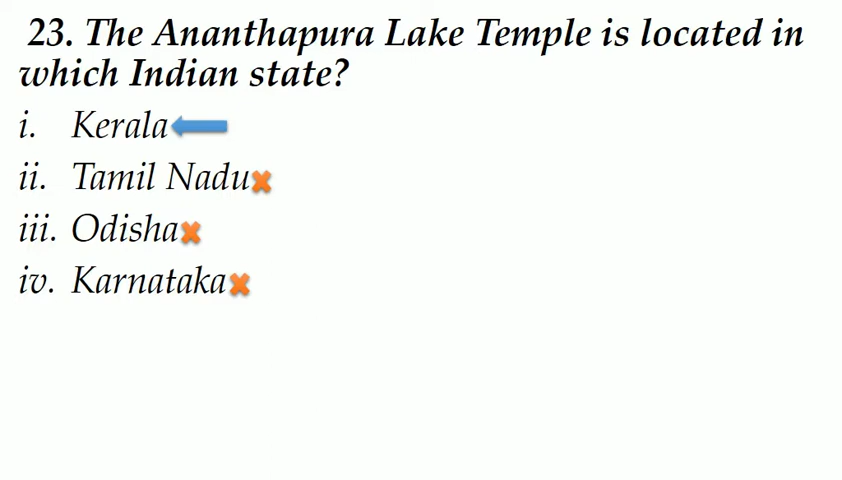 23. The Ananthapura Lake Temple is located in
which Indian state?
i. Kerala
ii. Tamil Nadu
iii. Odisha
iv. Karnataka